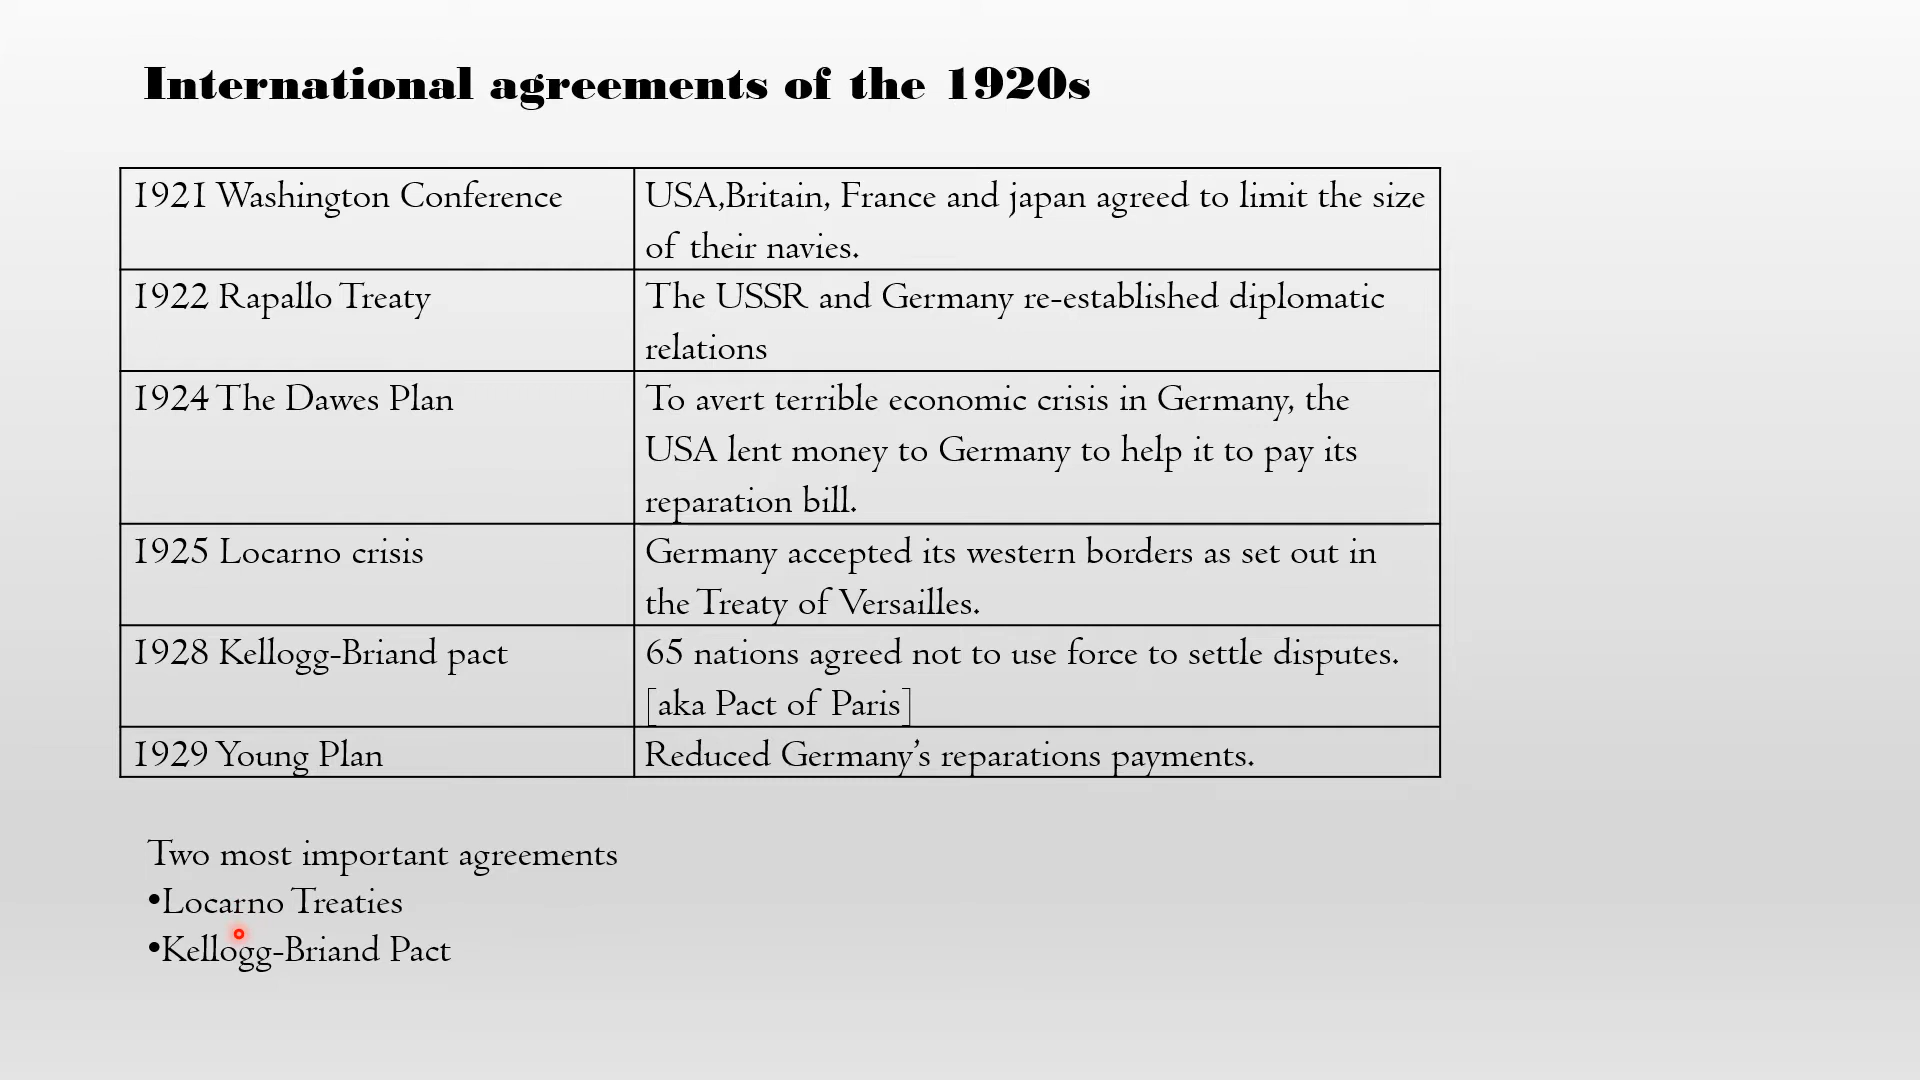 International agreements of the 1920s
1921 Washington Conference
USA,Britain, France and japan agreed to limit the size
of their navies.
1922 Rapallo Treaty
The USSR and Germany re-established diplomatic
relations
1924 The Dawes Plan
To avert terrible economic crisis in Germany, the
USA lent money to Germany to help it to pay its
reparation bill.
1925 Locarno crisis
Germany accepted its western borders as set out in
the Treaty of Versailles.
1928 Kellogg-Briand pact
65 nations agreed not to use force to settle disputes.
[aka Pact of Paris]
1929 Young Plan
Reduced Germany’s reparations payments.
Two most important agreements
•Locarno Treaties
•Kellogg-Briand Pact